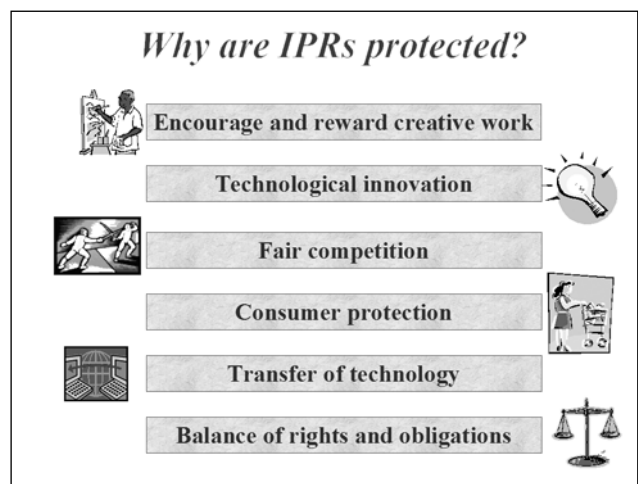 Why are IPRs protected?
Encourage and reward creative work
Technological innovation
Fair competition
Consumer protection
Transfer of technology
Balance of rights and obligations